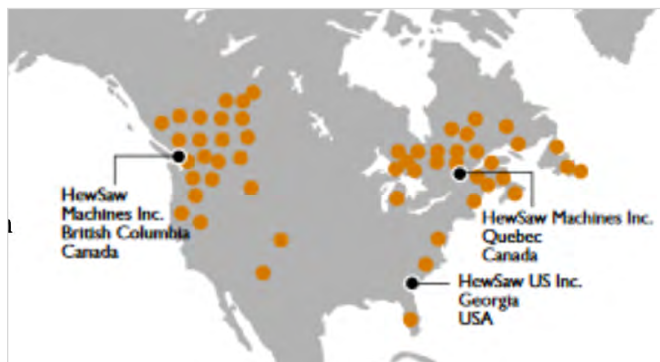 HewSaw
Machines Inc.
British Columbia
Canada
HewSaw Machines Inc.
Quebec
Canada
HewSaw US Inc.
Georgia
USA